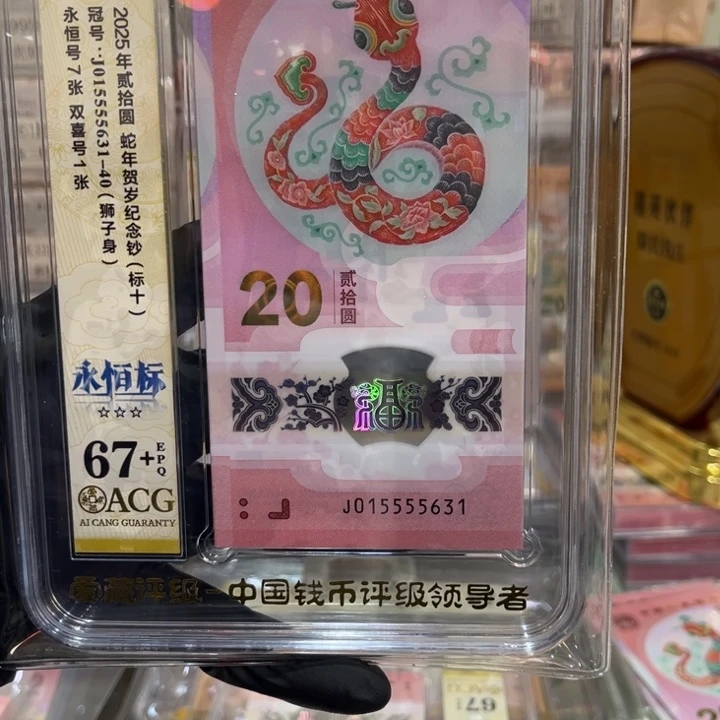 2025年贰拾圆 蛇年贺岁纪念钞（标十）
冠号：J015555631—40（狮子身）
永恒号7张 双喜号1张
永恒标
☆☆☆
67+EPQ
ACG
AI CANG GUARANTY
20
贰拾圆
福
J015555631
爱藏评级—中国钱币评级领导者
67